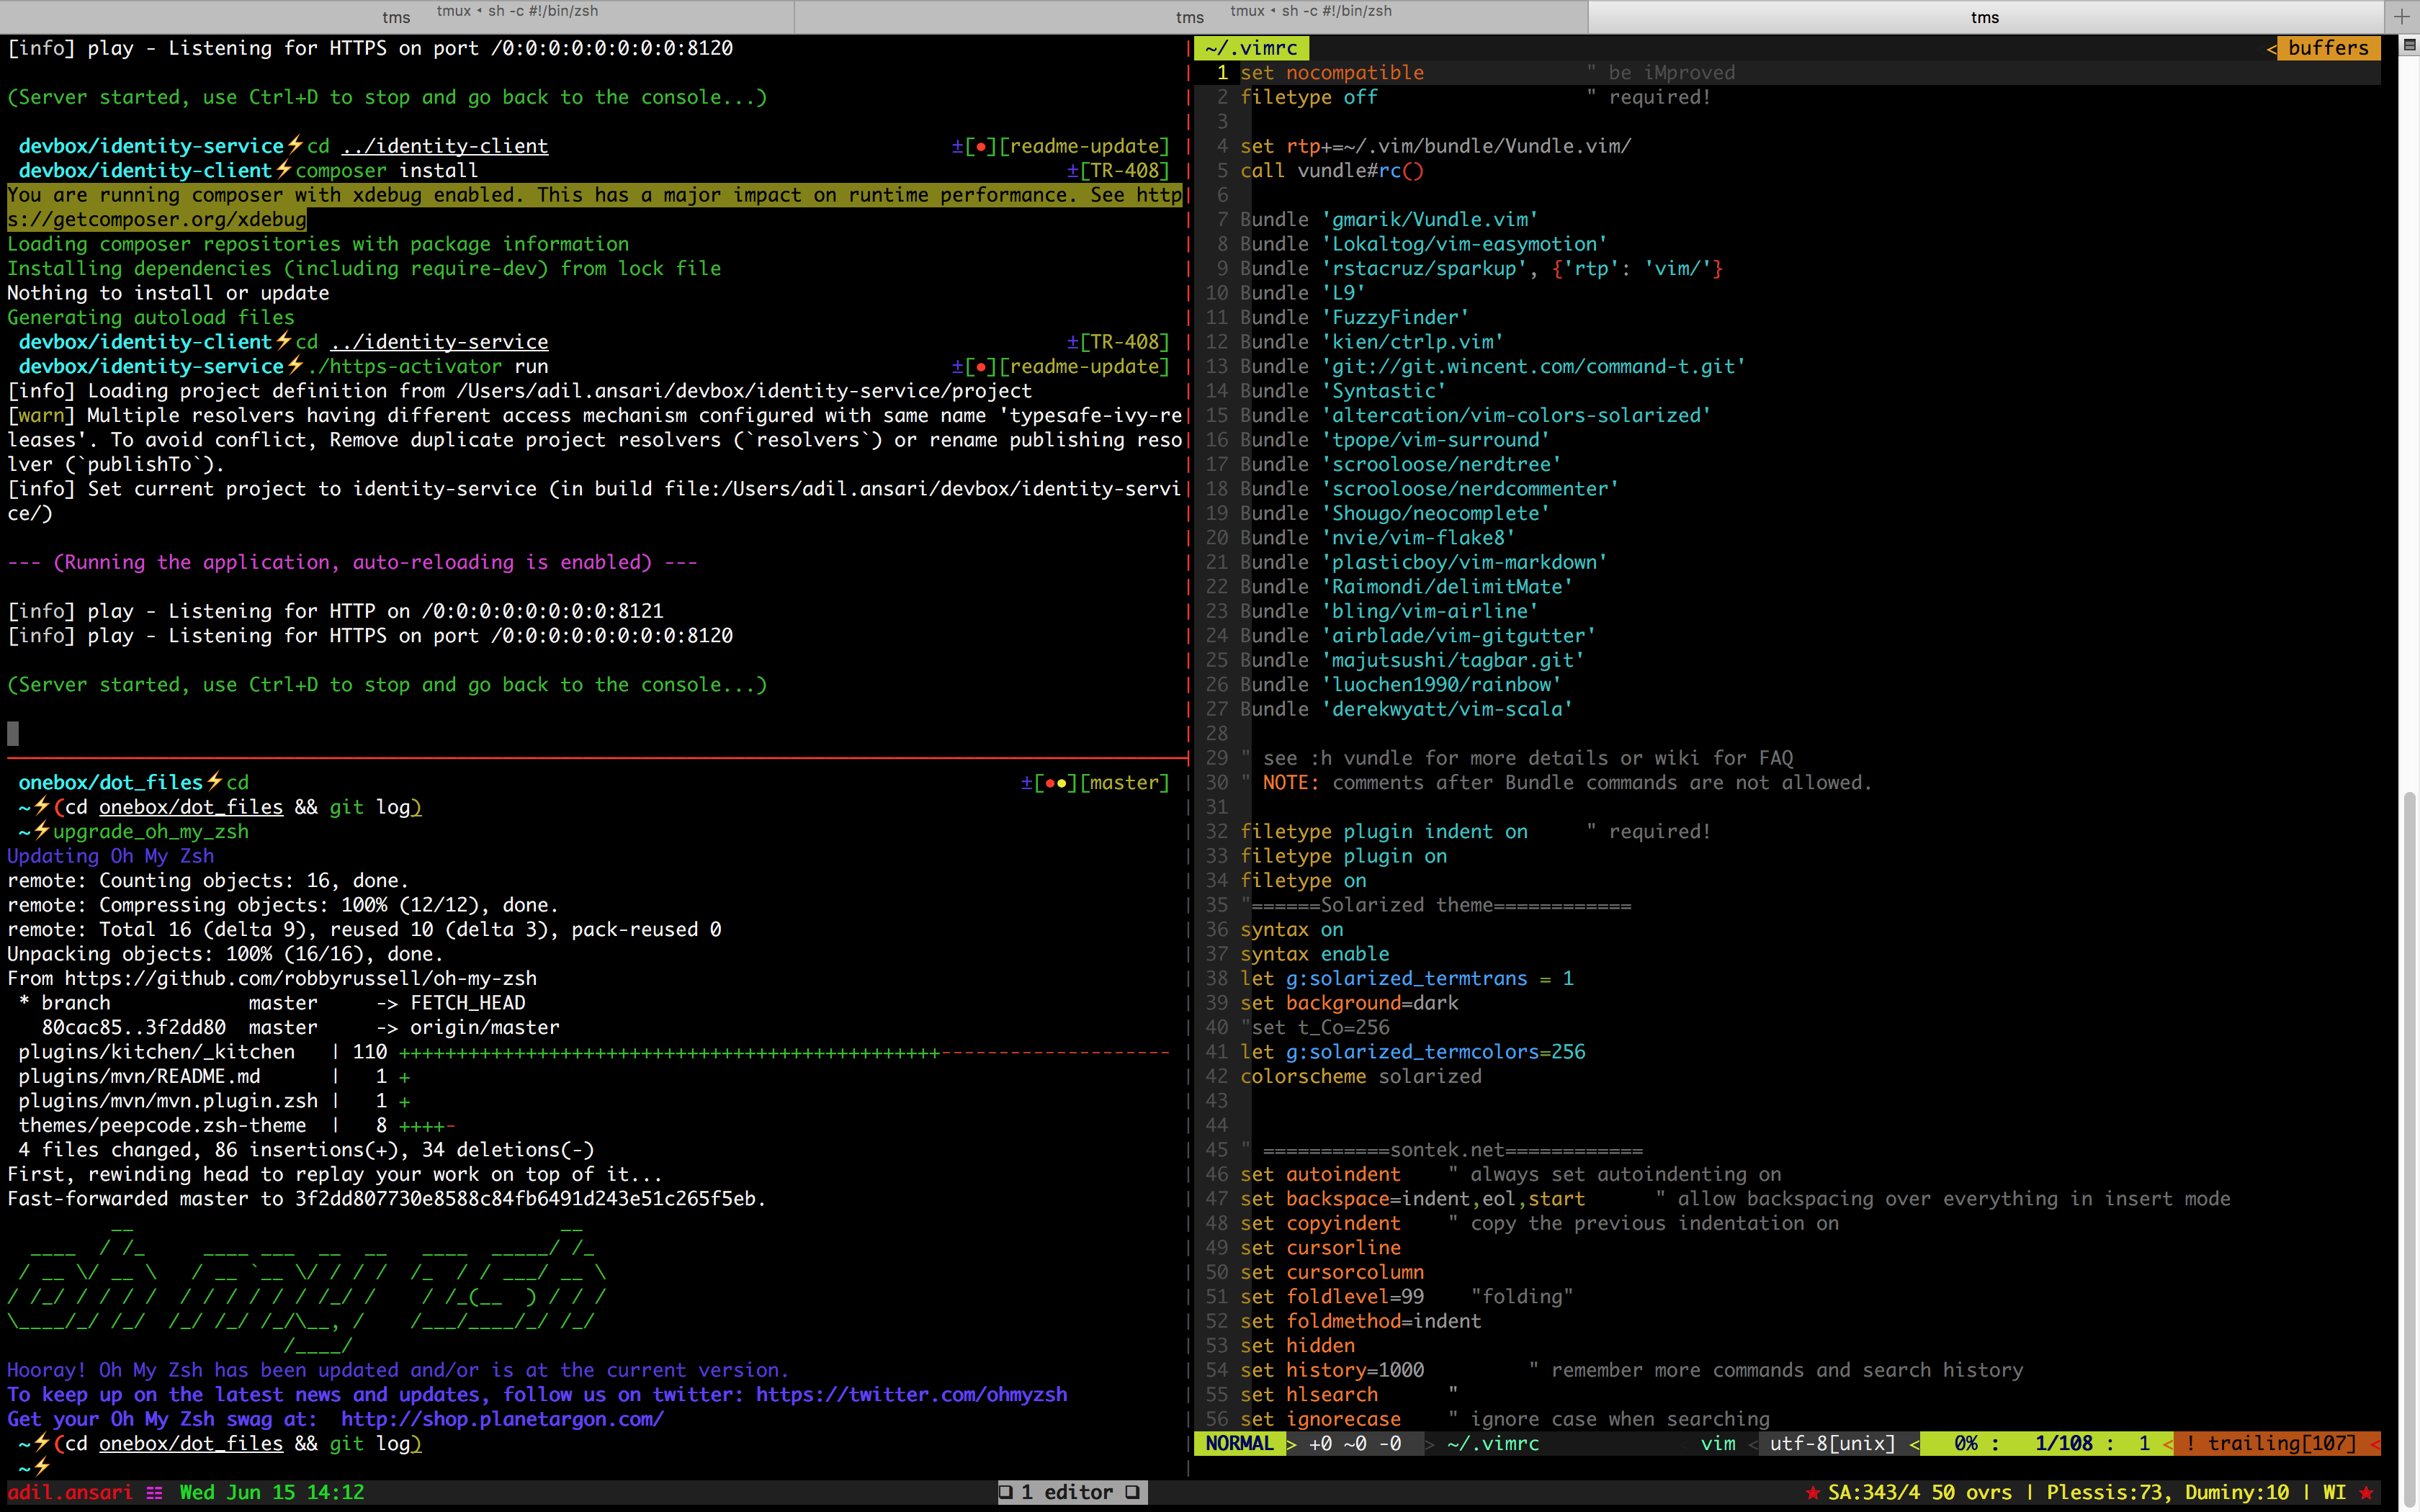 tmux ◂ sh -c #!/bin/zsh
tms
tmux ◂ sh -c #!/bin/zsh
tms
tms
[info] play - Listening for HTTPS on port /0:0:0:0:0:0:0:0:8120
(Server started, use Ctrl+D to stop and go back to the console...)
devbox/identity-service⚡cd ../identity-client ±[●][readme-update]
devbox/identity-client⚡composer install ±[TR-408]
You are running composer with xdebug enabled. This has a major impact on runtime performance. See http
s://getcomposer.org/xdebug
Loading composer repositories with package information
Installing dependencies (including require-dev) from lock file
Nothing to install or update
Generating autoload files
devbox/identity-client⚡cd ../identity-service ±[TR-408]
devbox/identity-service⚡./https-activator run ±[●][readme-update]
[info] Loading project definition from /Users/adil.ansari/devbox/identity-service/project
[warn] Multiple resolvers having different access mechanism configured with same name 'typesafe-ivy-re
leases'. To avoid conflict, Remove duplicate project resolvers (`resolvers`) or rename publishing reso
lver (`publishTo`).
[info] Set current project to identity-service (in build file:/Users/adil.ansari/devbox/identity-servi
ce/)
--- (Running the application, auto-reloading is enabled) ---
[info] play - Listening for HTTP on /0:0:0:0:0:0:0:0:8121
[info] play - Listening for HTTPS on port /0:0:0:0:0:0:0:0:8120
(Server started, use Ctrl+D to stop and go back to the console...)
onebox/dot_files⚡cd ±[●●][master]
~⚡(cd onebox/dot_files && git log)
~⚡upgrade_oh_my_zsh
Updating Oh My Zsh
remote: Counting objects: 16, done.
remote: Compressing objects: 100% (12/12), done.
remote: Total 16 (delta 9), reused 10 (delta 3), pack-reused 0
Unpacking objects: 100% (16/16), done.
From https://github.com/robbyrussell/oh-my-zsh
* branch            master     -> FETCH_HEAD
80cac85..3f2dd80  master     -> origin/master
plugins/kitchen/_kitchen   | 110 +++++++++++++++++++++++++++++++++++++++++++++++--------------------
plugins/mvn/README.md      |   1 +
plugins/mvn/mvn.plugin.zsh |   1 +
themes/peepcode.zsh-theme  |   8 ++++-
4 files changed, 86 insertions(+), 34 deletions(-)
First, rewinding head to replay your work on top of it...
Fast-forwarded master to 3f2dd807730e8588c84fb6491d243e51c265f5eb.
         __                                     __
  ____  / /_     ____ ___  __  __   ____  _____/ /_
 / __ \/ __ \   / __ `__ \/ / / /  /_  / / ___/ __ \
/ /_/ / / / /  / / / / / / /_/ /    / /_(__  ) / / /
\____/_/ /_/  /_/ /_/ /_/\__, /    /___/____/_/ /_/
                        /____/
Hooray! Oh My Zsh has been updated and/or is at the current version.
To keep up on the latest news and updates, follow us on twitter: https://twitter.com/ohmyzsh
Get your Oh My Zsh swag at:  http://shop.planetargon.com/
~⚡(cd onebox/dot_files && git log)
~⚡
~/.vimrc < buffers
1 set nocompatible              " be iMproved
2 filetype off                  " required!
3
4 set rtp+=~/.vim/bundle/Vundle.vim/
5 call vundle#rc()
6
7 Bundle 'gmarik/Vundle.vim'
8 Bundle 'Lokaltog/vim-easymotion'
9 Bundle 'rstacruz/sparkup', {'rtp': 'vim/'}
10 Bundle 'L9'
11 Bundle 'FuzzyFinder'
12 Bundle 'kien/ctrlp.vim'
13 Bundle 'git://git.wincent.com/command-t.git'
14 Bundle 'Syntastic'
15 Bundle 'altercation/vim-colors-solarized'
16 Bundle 'tpope/vim-surround'
17 Bundle 'scrooloose/nerdtree'
18 Bundle 'scrooloose/nerdcommenter'
19 Bundle 'Shougo/neocomplete'
20 Bundle 'nvie/vim-flake8'
21 Bundle 'plasticboy/vim-markdown'
22 Bundle 'Raimondi/delimitMate'
23 Bundle 'bling/vim-airline'
24 Bundle 'airblade/vim-gitgutter'
25 Bundle 'majutsushi/tagbar.git'
26 Bundle 'luochen1990/rainbow'
27 Bundle 'derekwyatt/vim-scala'
28
29 " see :h vundle for more details or wiki for FAQ
30 " NOTE: comments after Bundle commands are not allowed.
31
32 filetype plugin indent on     " required!
33 filetype plugin on
34 filetype on
35 "======Solarized theme============
36 syntax on
37 syntax enable
38 let g:solarized_termtrans = 1
39 set background=dark
40 "set t_Co=256
41 let g:solarized_termcolors=256
42 colorscheme solarized
43
44
45 " ===========sontek.net============
46 set autoindent    " always set autoindenting on
47 set backspace=indent,eol,start      " allow backspacing over everything in insert mode
48 set copyindent    " copy the previous indentation on
49 set cursorline
50 set cursorcolumn
51 set foldlevel=99    "folding"
52 set foldmethod=indent
53 set hidden
54 set history=1000         " remember more commands and search history
55 set hlsearch      "
56 set ignorecase    " ignore case when searching
NORMAL > +0 ~0 -0 > ~/.vimrc < vim < utf-8[unix] < 0% : 1/108 : 1 < ! trailing[107] <
adil.ansari ☷ Wed Jun 15 14:12 ❏ 1 editor ❏ ★ SA:343/4 50 ovrs | Plessis:73, Duminy:10 | WI ★